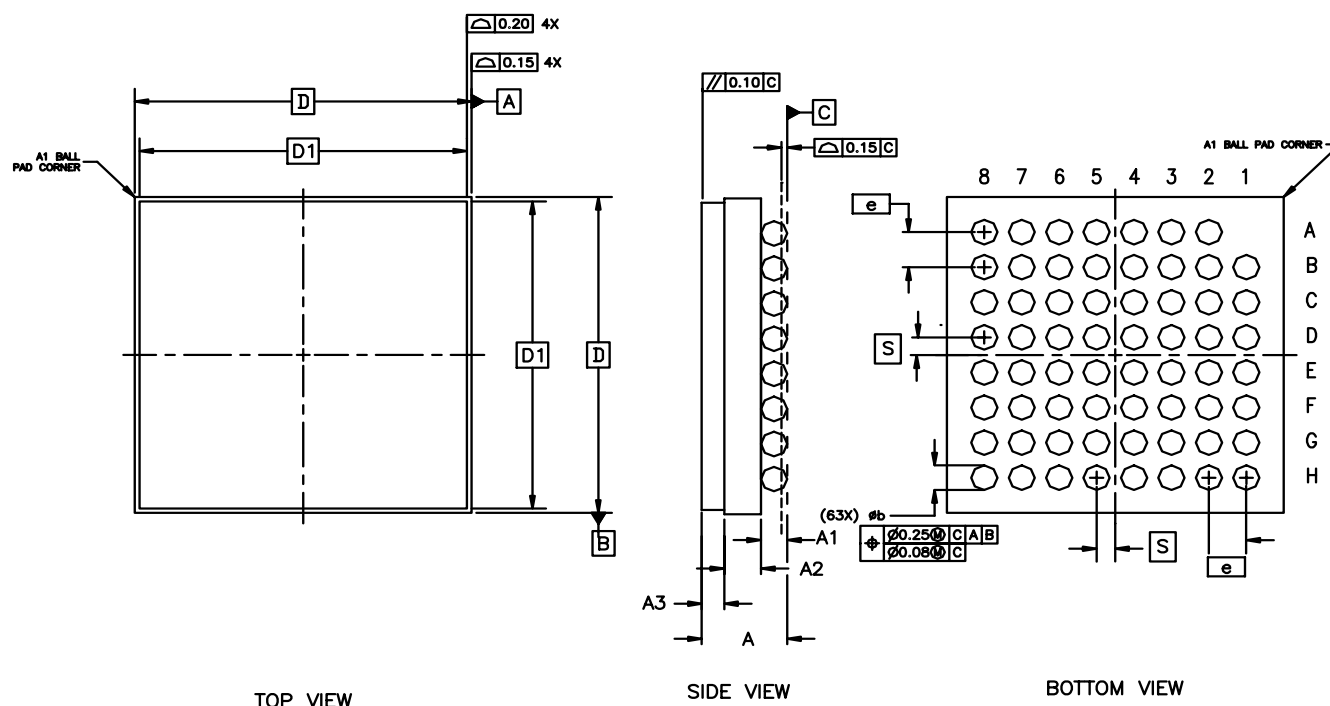 ⌓ 0.20 4X
⌓ 0.15 4X
D
A
D1
A1 BALL
PAD CORNER
D1
D
B
TOP VIEW
// 0.10 C
C
⌓ 0.15 C
A1
A2
A3
A
SIDE VIEW
A1 BALL PAD CORNER
8 7 6 5 4 3 2 1
e
A
B
C
D
S
E
F
G
H
(63X) øb
⌖ Ø0.25Ⓜ C A B
Ø0.08Ⓜ C
S
e
BOTTOM VIEW